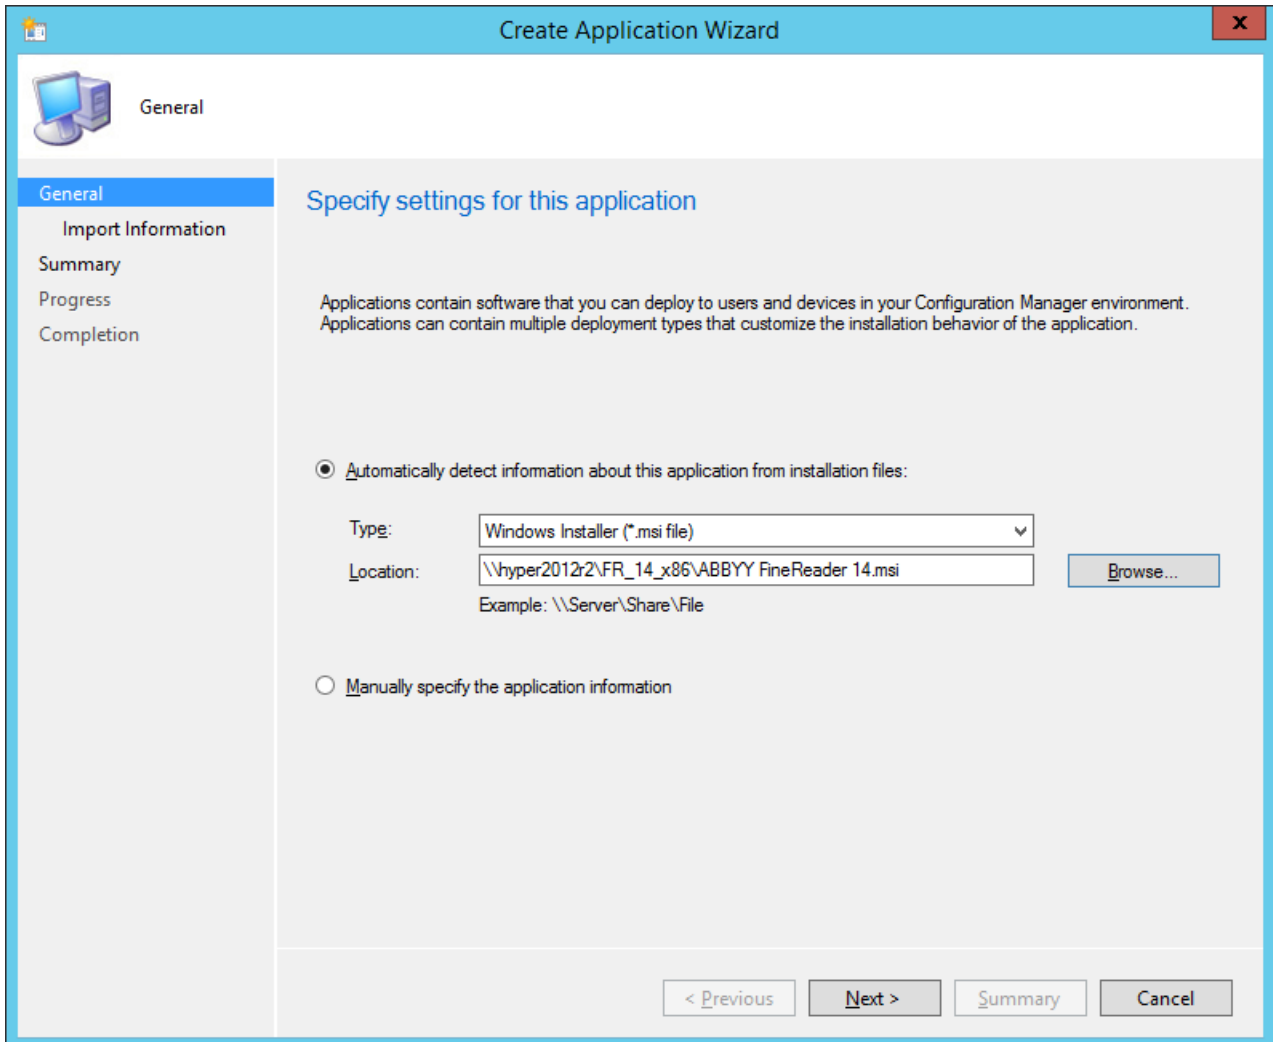 Create Application Wizard
x
General
General
Import Information
Summary
Progress
Completion
Specify settings for this application
Applications contain software that you can deploy to users and devices in your Configuration Manager environment.
Applications can contain multiple deployment types that customize the installation behavior of the application.
Automatically detect information about this application from installation files:
Type: Windows Installer (*.msi file)
Location: \\hyper2012r2\FR_14_x86\ABBYY FineReader 14.msi Browse...
Example: \\Server\Share\File
Manually specify the application information
< Previous Next > Summary Cancel